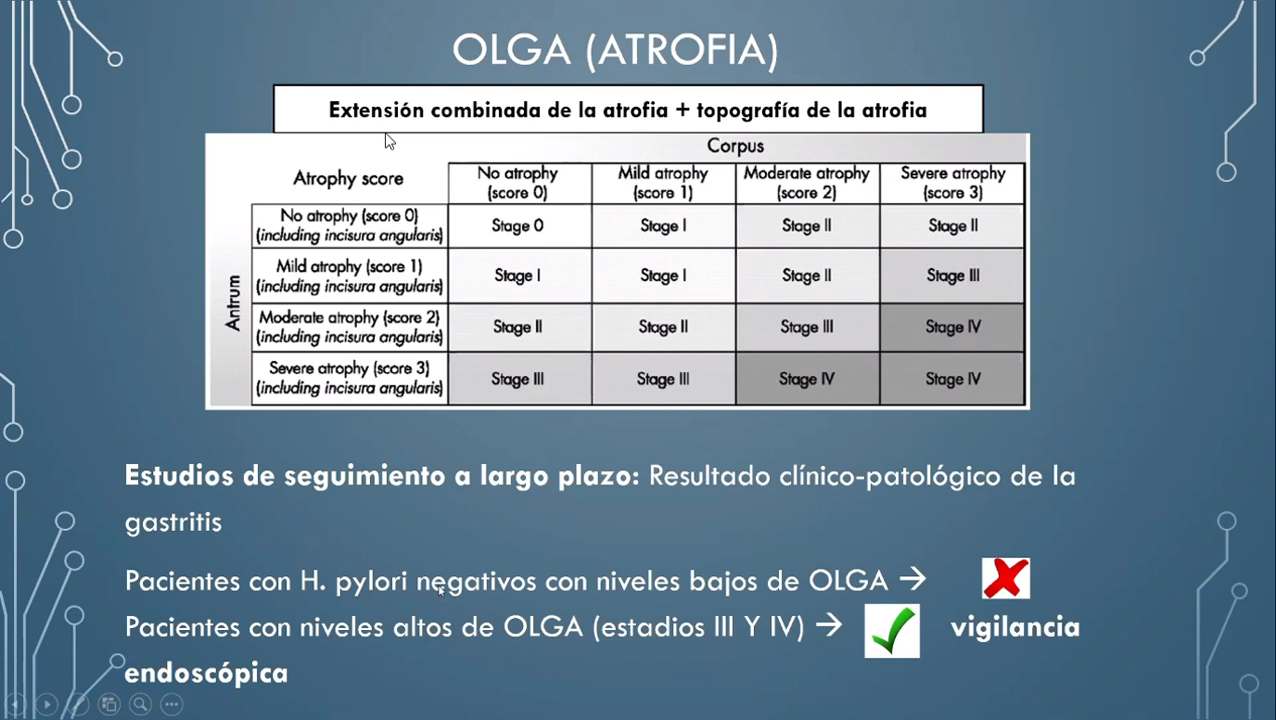 OLGA (ATROFIA)
Extensión combinada de la atrofia + topografía de la atrofia
Corpus
Atrophy score
No atrophy (score 0)
Mild atrophy (score 1)
Moderate atrophy (score 2)
Severe atrophy (score 3)
Antrum
No atrophy (score 0) (including incisura angularis)
Stage 0
Stage I
Stage II
Stage II
Mild atrophy (score 1) (including incisura angularis)
Stage I
Stage I
Stage II
Stage III
Moderate atrophy (score 2) (including incisura angularis)
Stage II
Stage II
Stage III
Stage IV
Severe atrophy (score 3) (including incisura angularis)
Stage III
Stage III
Stage IV
Stage IV
Estudios de seguimiento a largo plazo: Resultado clínico-patológico de la
gastritis
Pacientes con H. pylori negativos con niveles bajos de OLGA →
Pacientes con niveles altos de OLGA (estadios III Y IV) → vigilancia
endoscópica